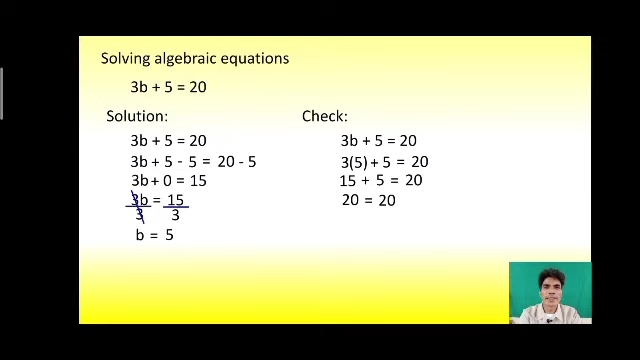 Solving algebraic equations
3b + 5 = 20
Solution:
3b + 5 = 20
3b + 5 - 5 = 20 - 5
3b + 0 = 15
3b = 15
3 3
b = 5
Check:
3b + 5 = 20
3(5) + 5 = 20
15 + 5 = 20
20 = 20